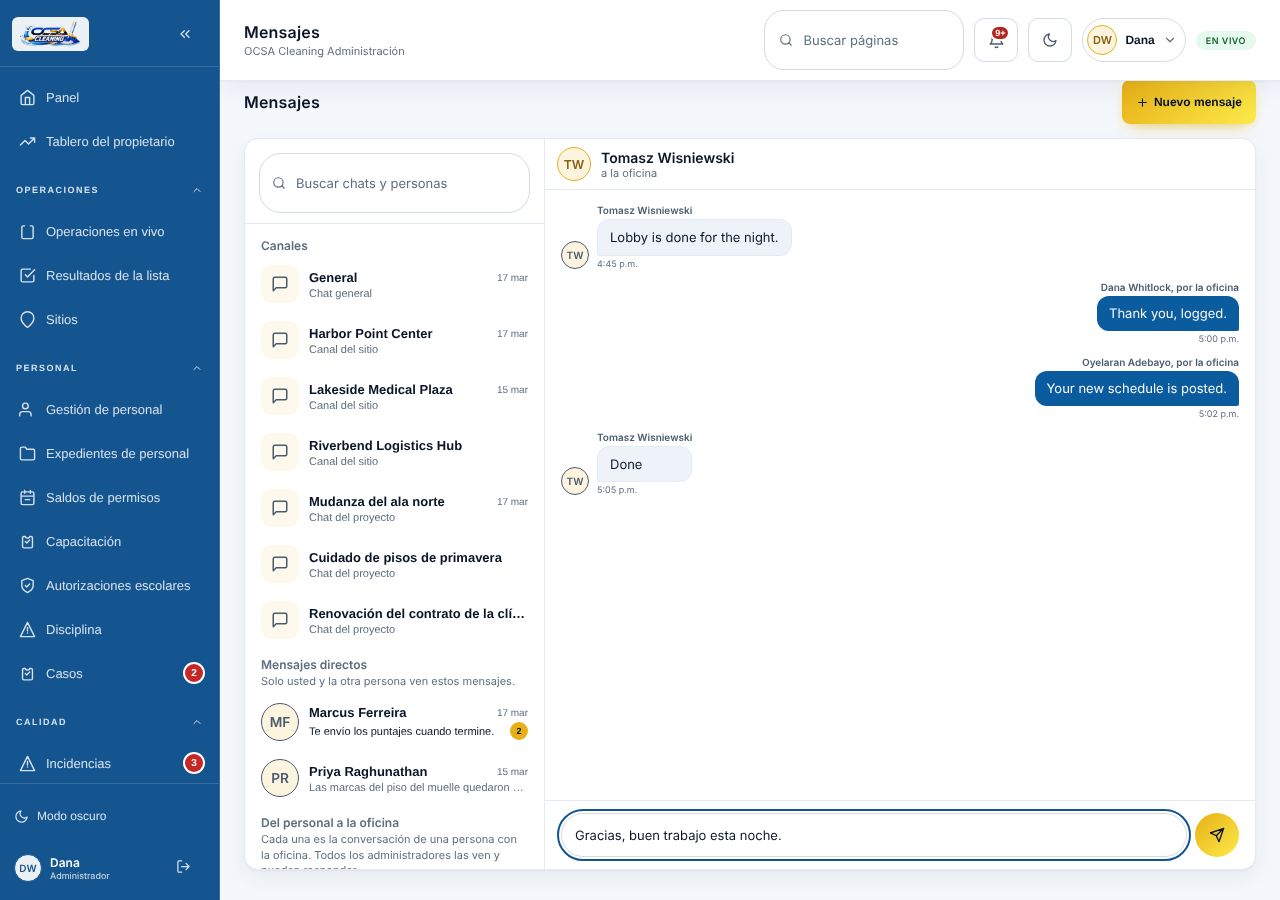 OCSA
CLEANING
Panel
Tablero del propietario
OPERACIONES
Operaciones en vivo
Resultados de la lista
Sitios
PERSONAL
Gestión de personal
Expedientes de personal
Saldos de permisos
Capacitación
Autorizaciones escolares
Disciplina
Casos
2
CALIDAD
Incidencias
3
Modo oscuro
DW
Dana
Administrador
Mensajes
OCSA Cleaning Administración
Buscar páginas
9+
DW
Dana
EN VIVO
Mensajes
Nuevo mensaje
Buscar chats y personas
Canales
General
17 mar
Chat general
Harbor Point Center
17 mar
Canal del sitio
Lakeside Medical Plaza
15 mar
Canal del sitio
Riverbend Logistics Hub
Canal del sitio
Mudanza del ala norte
17 mar
Chat del proyecto
Cuidado de pisos de primavera
Chat del proyecto
Renovación del contrato de la clí…
Chat del proyecto
Mensajes directos
Solo usted y la otra persona ven estos mensajes.
MF
Marcus Ferreira
17 mar
Te envío los puntajes cuando termine.
2
PR
Priya Raghunathan
15 mar
Las marcas del piso del muelle quedaron …
Del personal a la oficina
Cada una es la conversación de una persona con
la oficina. Todos los administradores las ven y
TW
Tomasz Wisniewski
a la oficina
Tomasz Wisniewski
TW
Lobby is done for the night.
4:45 p.m.
Dana Whitlock, por la oficina
Thank you, logged.
5:00 p.m.
Oyelaran Adebayo, por la oficina
Your new schedule is posted.
5:02 p.m.
Tomasz Wisniewski
TW
Done
5:05 p.m.
Gracias, buen trabajo esta noche.